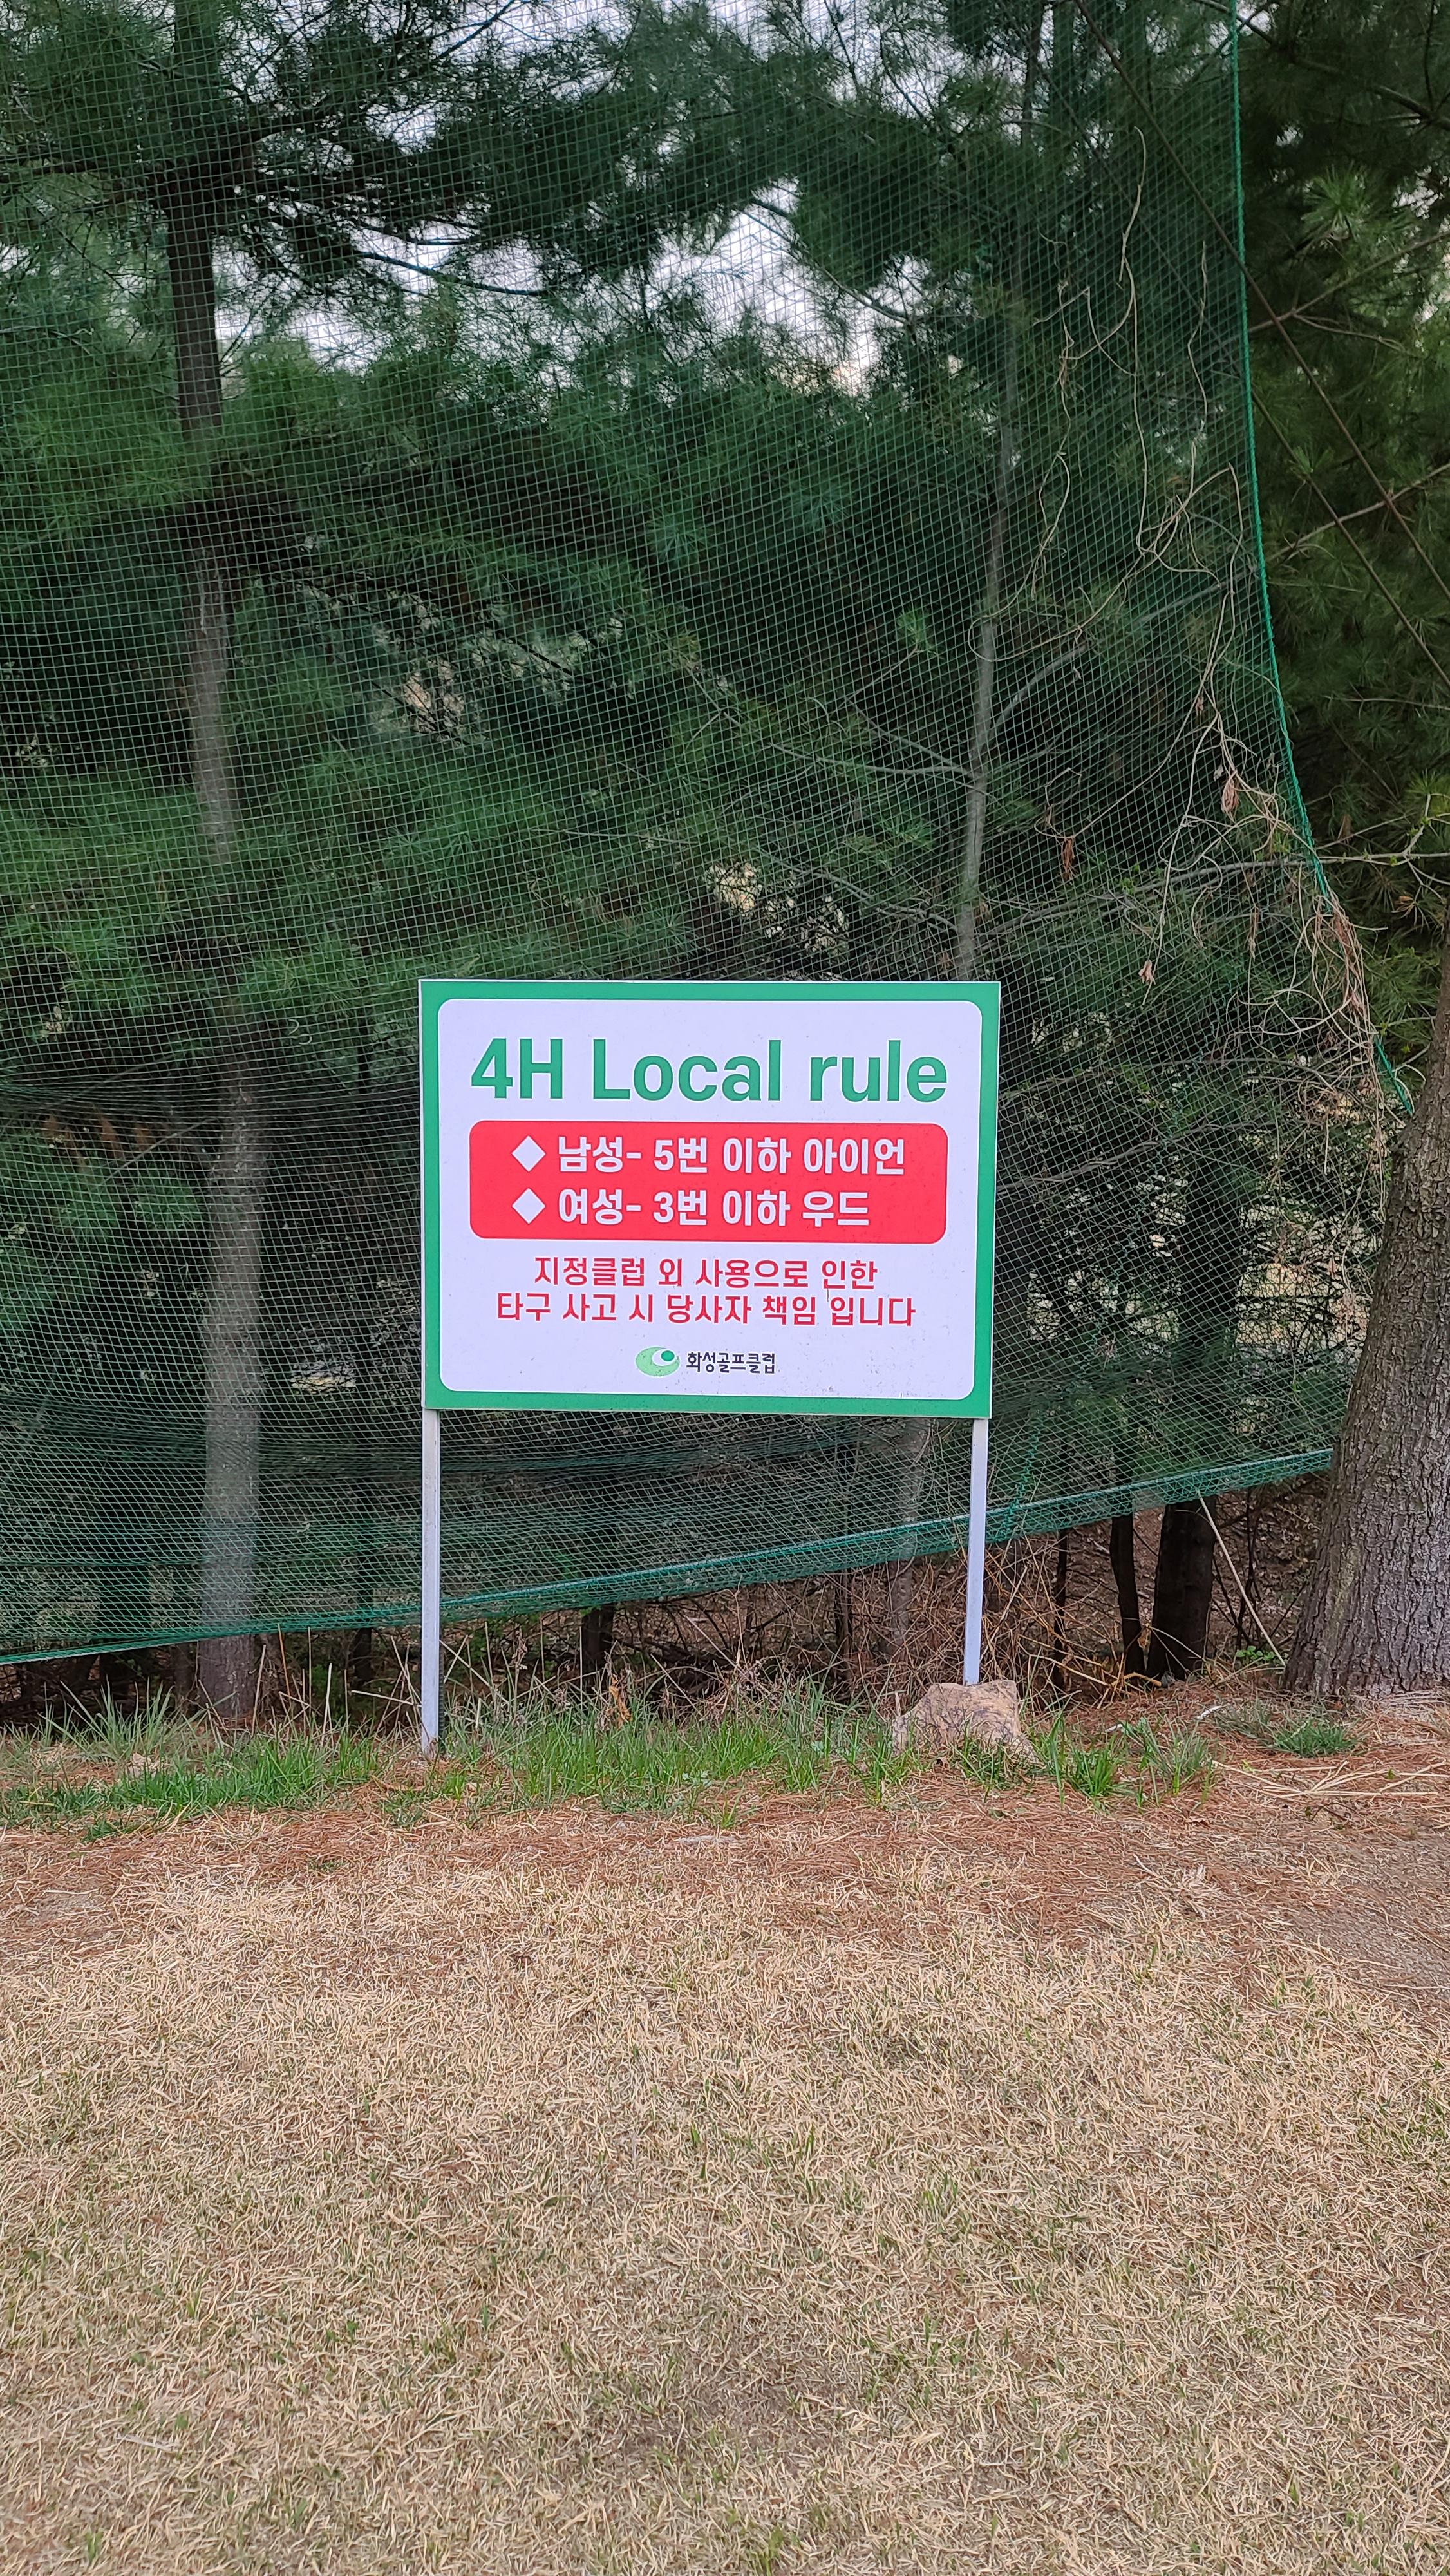 4H Local rule
◆ 남성- 5번 이하 아이언
◆ 여성- 3번 이하 우드
지정클럽 외 사용으로 인한
타구 사고 시 당사자 책임 입니다
화성골프클럽